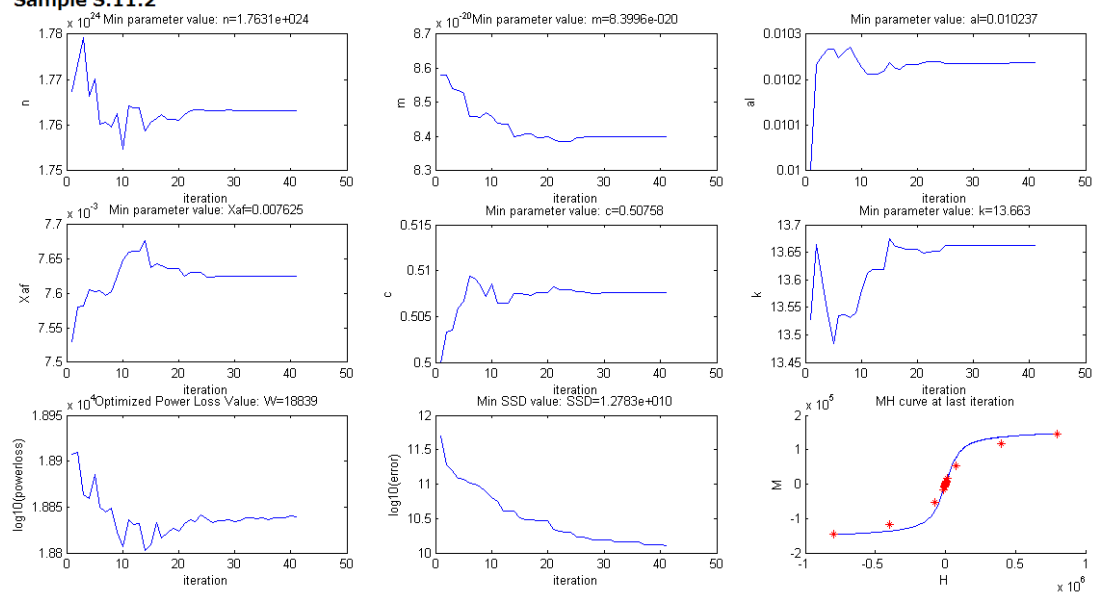 Sample S.11.2
x 10^24 Min parameter value: n=1.7631e+024
1.78
1.77
1.76
1.75
n
0 10 20 30 40 50
iteration
x 10^-20 Min parameter value: m=8.3996e-020
8.7
8.6
8.5
8.4
8.3
m
0 10 20 30 40 50
iteration
Min parameter value: al=0.010237
0.0103
0.0102
0.0101
0.01
al
0 10 20 30 40 50
iteration
x 10^-3 Min parameter value: Xaf=0.007625
7.7
7.65
7.6
7.55
7.5
Xaf
0 10 20 30 40 50
iteration
Min parameter value: c=0.50758
0.515
0.51
0.505
0.5
c
0 10 20 30 40 50
iteration
Min parameter value: k=13.663
13.7
13.65
13.6
13.55
13.5
13.45
k
0 10 20 30 40 50
iteration
x 10^4 Optimized Power Loss Value: W=18839
1.895
1.89
1.885
1.88
log10(powerloss)
0 10 20 30 40 50
iteration
Min SSD value: SSD=1.2783e+010
12
11.5
11
10.5
10
log10(error)
0 10 20 30 40 50
iteration
x 10^5 MH curve at last iteration
2
1
0
-1
-2
M
-1 -0.5 0 0.5 1
H
x 10^6